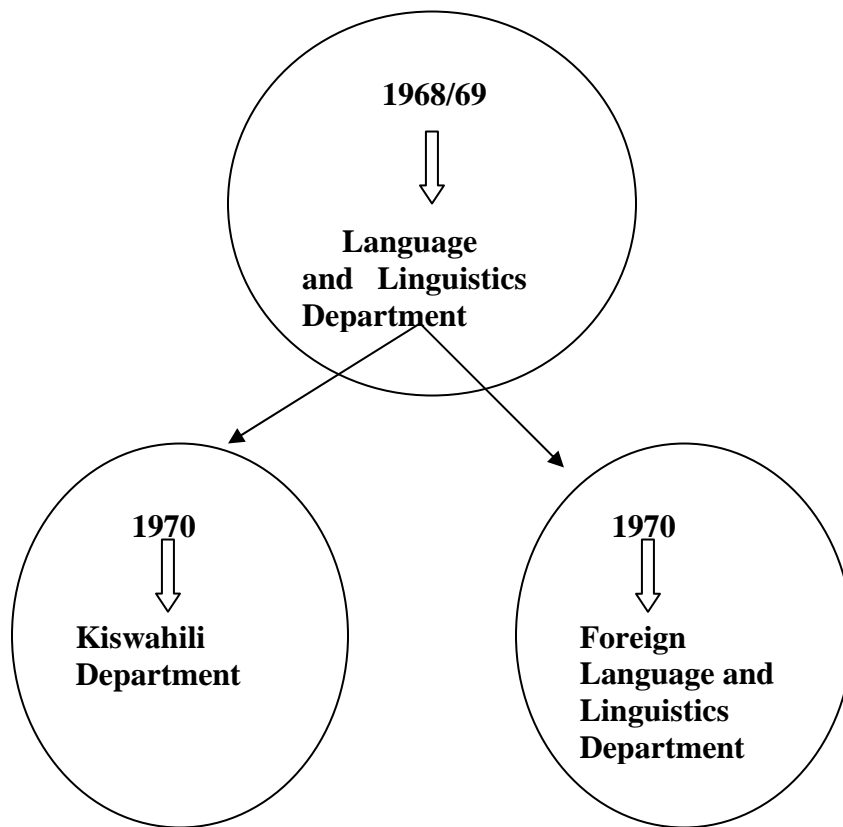 1968/69
Language
and Linguistics
Department
1970
Kiswahili
Department
1970
Foreign
Language and
Linguistics
Department